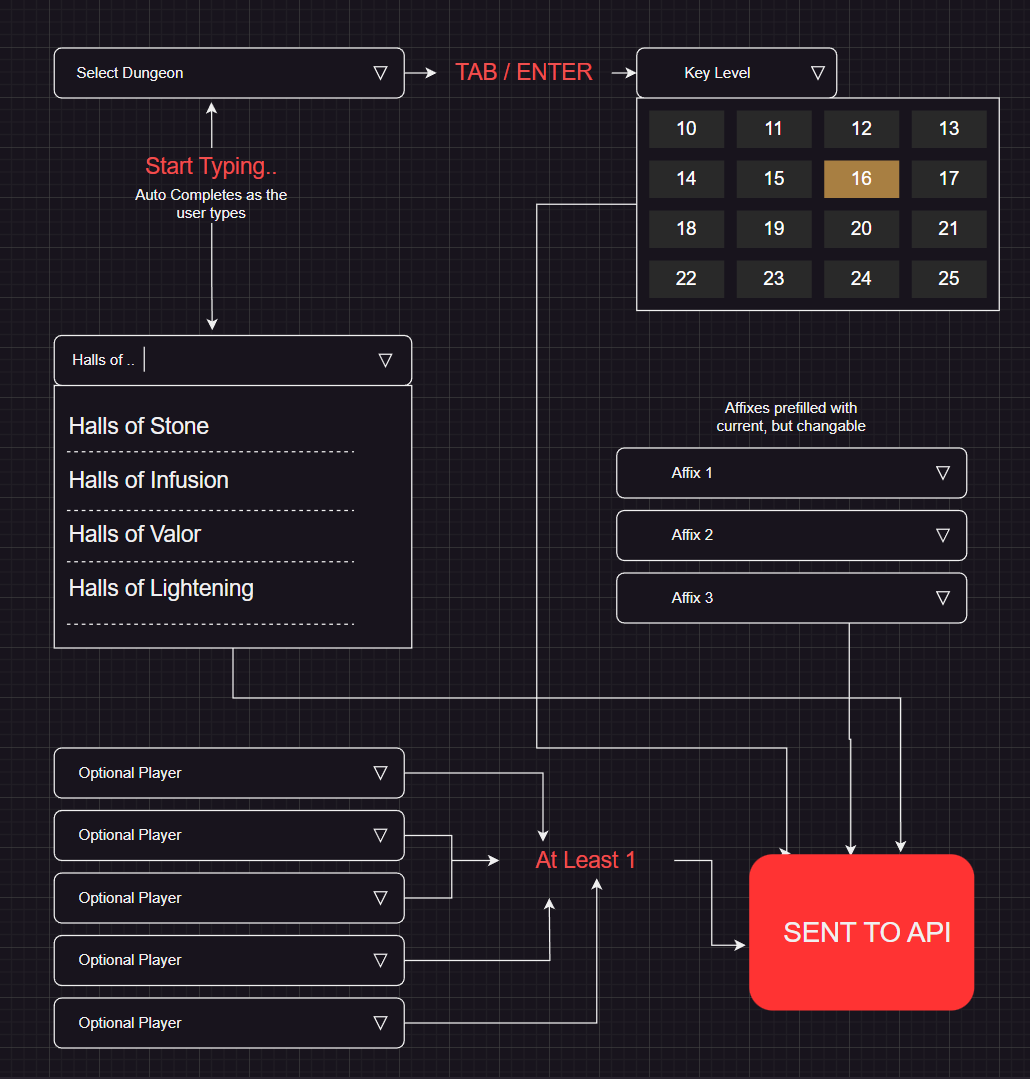 Select Dungeon
TAB / ENTER
Key Level
10 11 12 13
14 15 16 17
18 19 20 21
22 23 24 25
Start Typing..
Auto Completes as the
user types
Halls of ..
Halls of Stone
Halls of Infusion
Halls of Valor
Halls of Lightening
Affixes prefilled with
current, but changable
Affix 1
Affix 2
Affix 3
Optional Player
Optional Player
Optional Player
Optional Player
Optional Player
At Least 1
SENT TO API